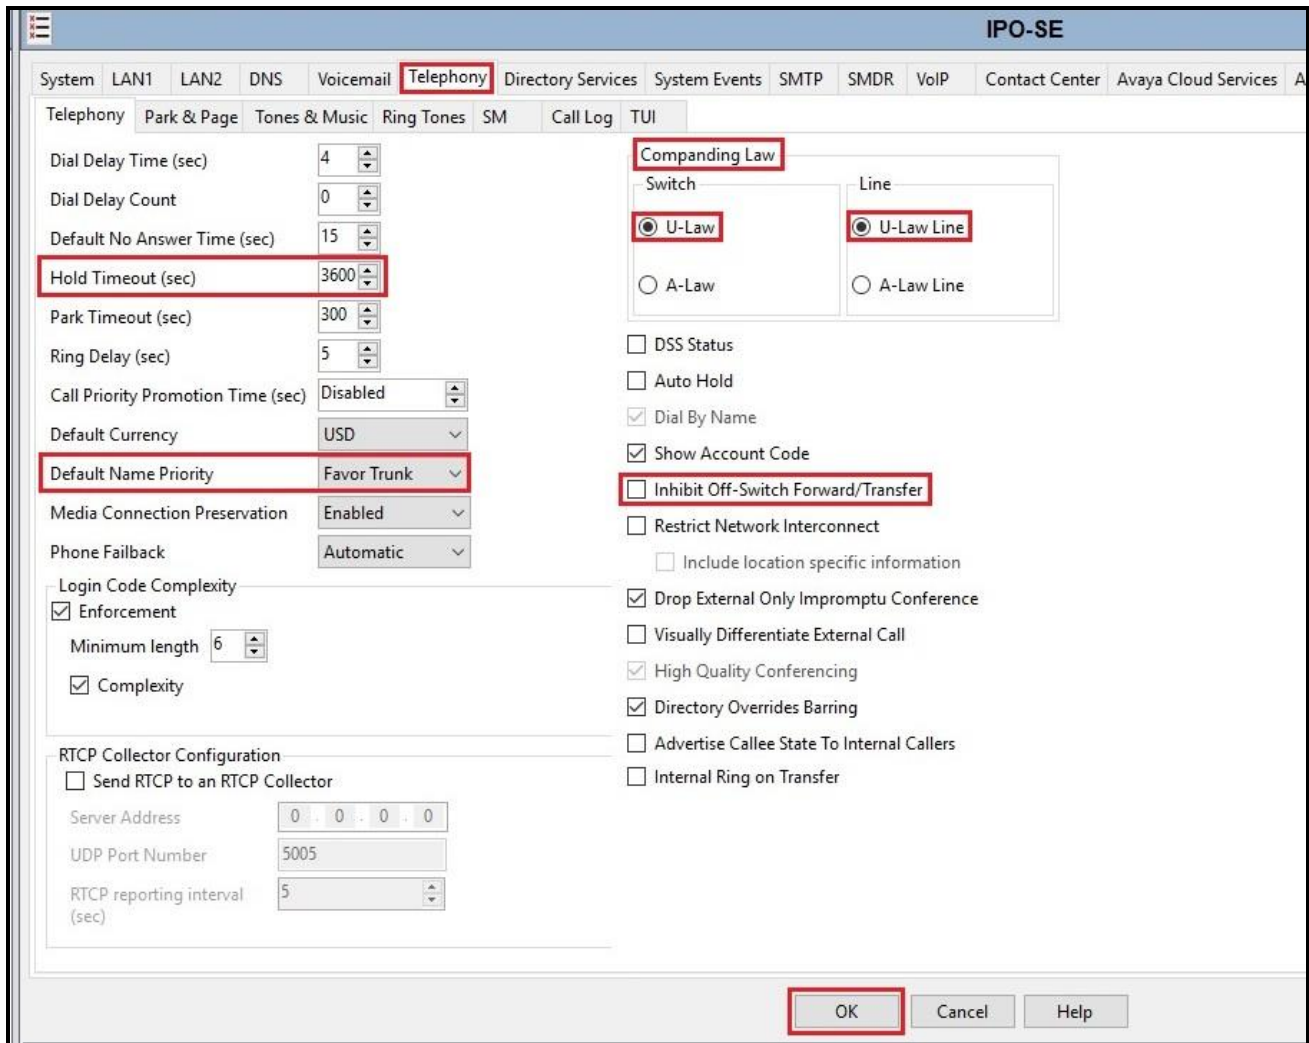 IPO-SE
System LAN1 LAN2 DNS Voicemail Telephony Directory Services System Events SMTP SMDR VoIP Contact Center Avaya Cloud Services A
Telephony Park & Page Tones & Music Ring Tones SM Call Log TUI
Dial Delay Time (sec) 4
Dial Delay Count 0
Default No Answer Time (sec) 15
Hold Timeout (sec) 3600
Park Timeout (sec) 300
Ring Delay (sec) 5
Call Priority Promotion Time (sec) Disabled
Default Currency USD
Default Name Priority Favor Trunk
Media Connection Preservation Enabled
Phone Failback Automatic
Login Code Complexity
Enforcement
Minimum length 6
Complexity
RTCP Collector Configuration
Send RTCP to an RTCP Collector
Server Address 0 . 0 . 0 . 0
UDP Port Number 5005
RTCP reporting interval 5
(sec)
Companding Law
Switch Line
U-Law U-Law Line
A-Law A-Law Line
DSS Status
Auto Hold
Dial By Name
Show Account Code
Inhibit Off-Switch Forward/Transfer
Restrict Network Interconnect
Include location specific information
Drop External Only Impromptu Conference
Visually Differentiate External Call
High Quality Conferencing
Directory Overrides Barring
Advertise Callee State To Internal Callers
Internal Ring on Transfer
OK Cancel Help